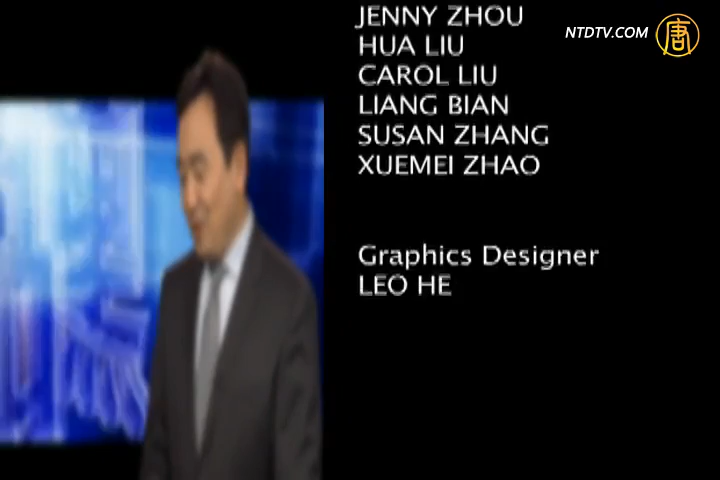 JENNY ZHOU
HUA LIU
CAROL LIU
LIANG BIAN
SUSAN ZHANG
XUEMEI ZHAO
Graphics Designer
LEO HE
NTDTV.COM
唐